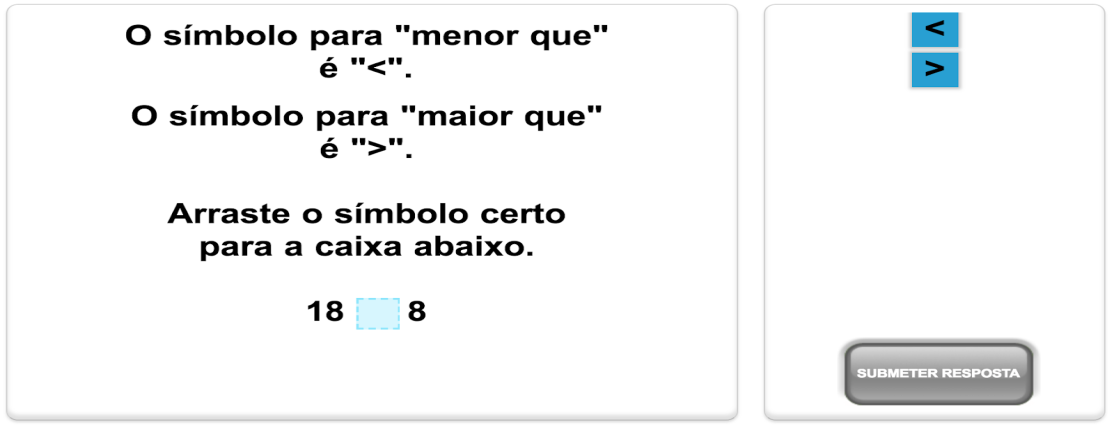 O símbolo para "menor que"
é "<".
O símbolo para "maior que"
é ">".
Arraste o símbolo certo
para a caixa abaixo.
18 8
<
>
SUBMETER RESPOSTA